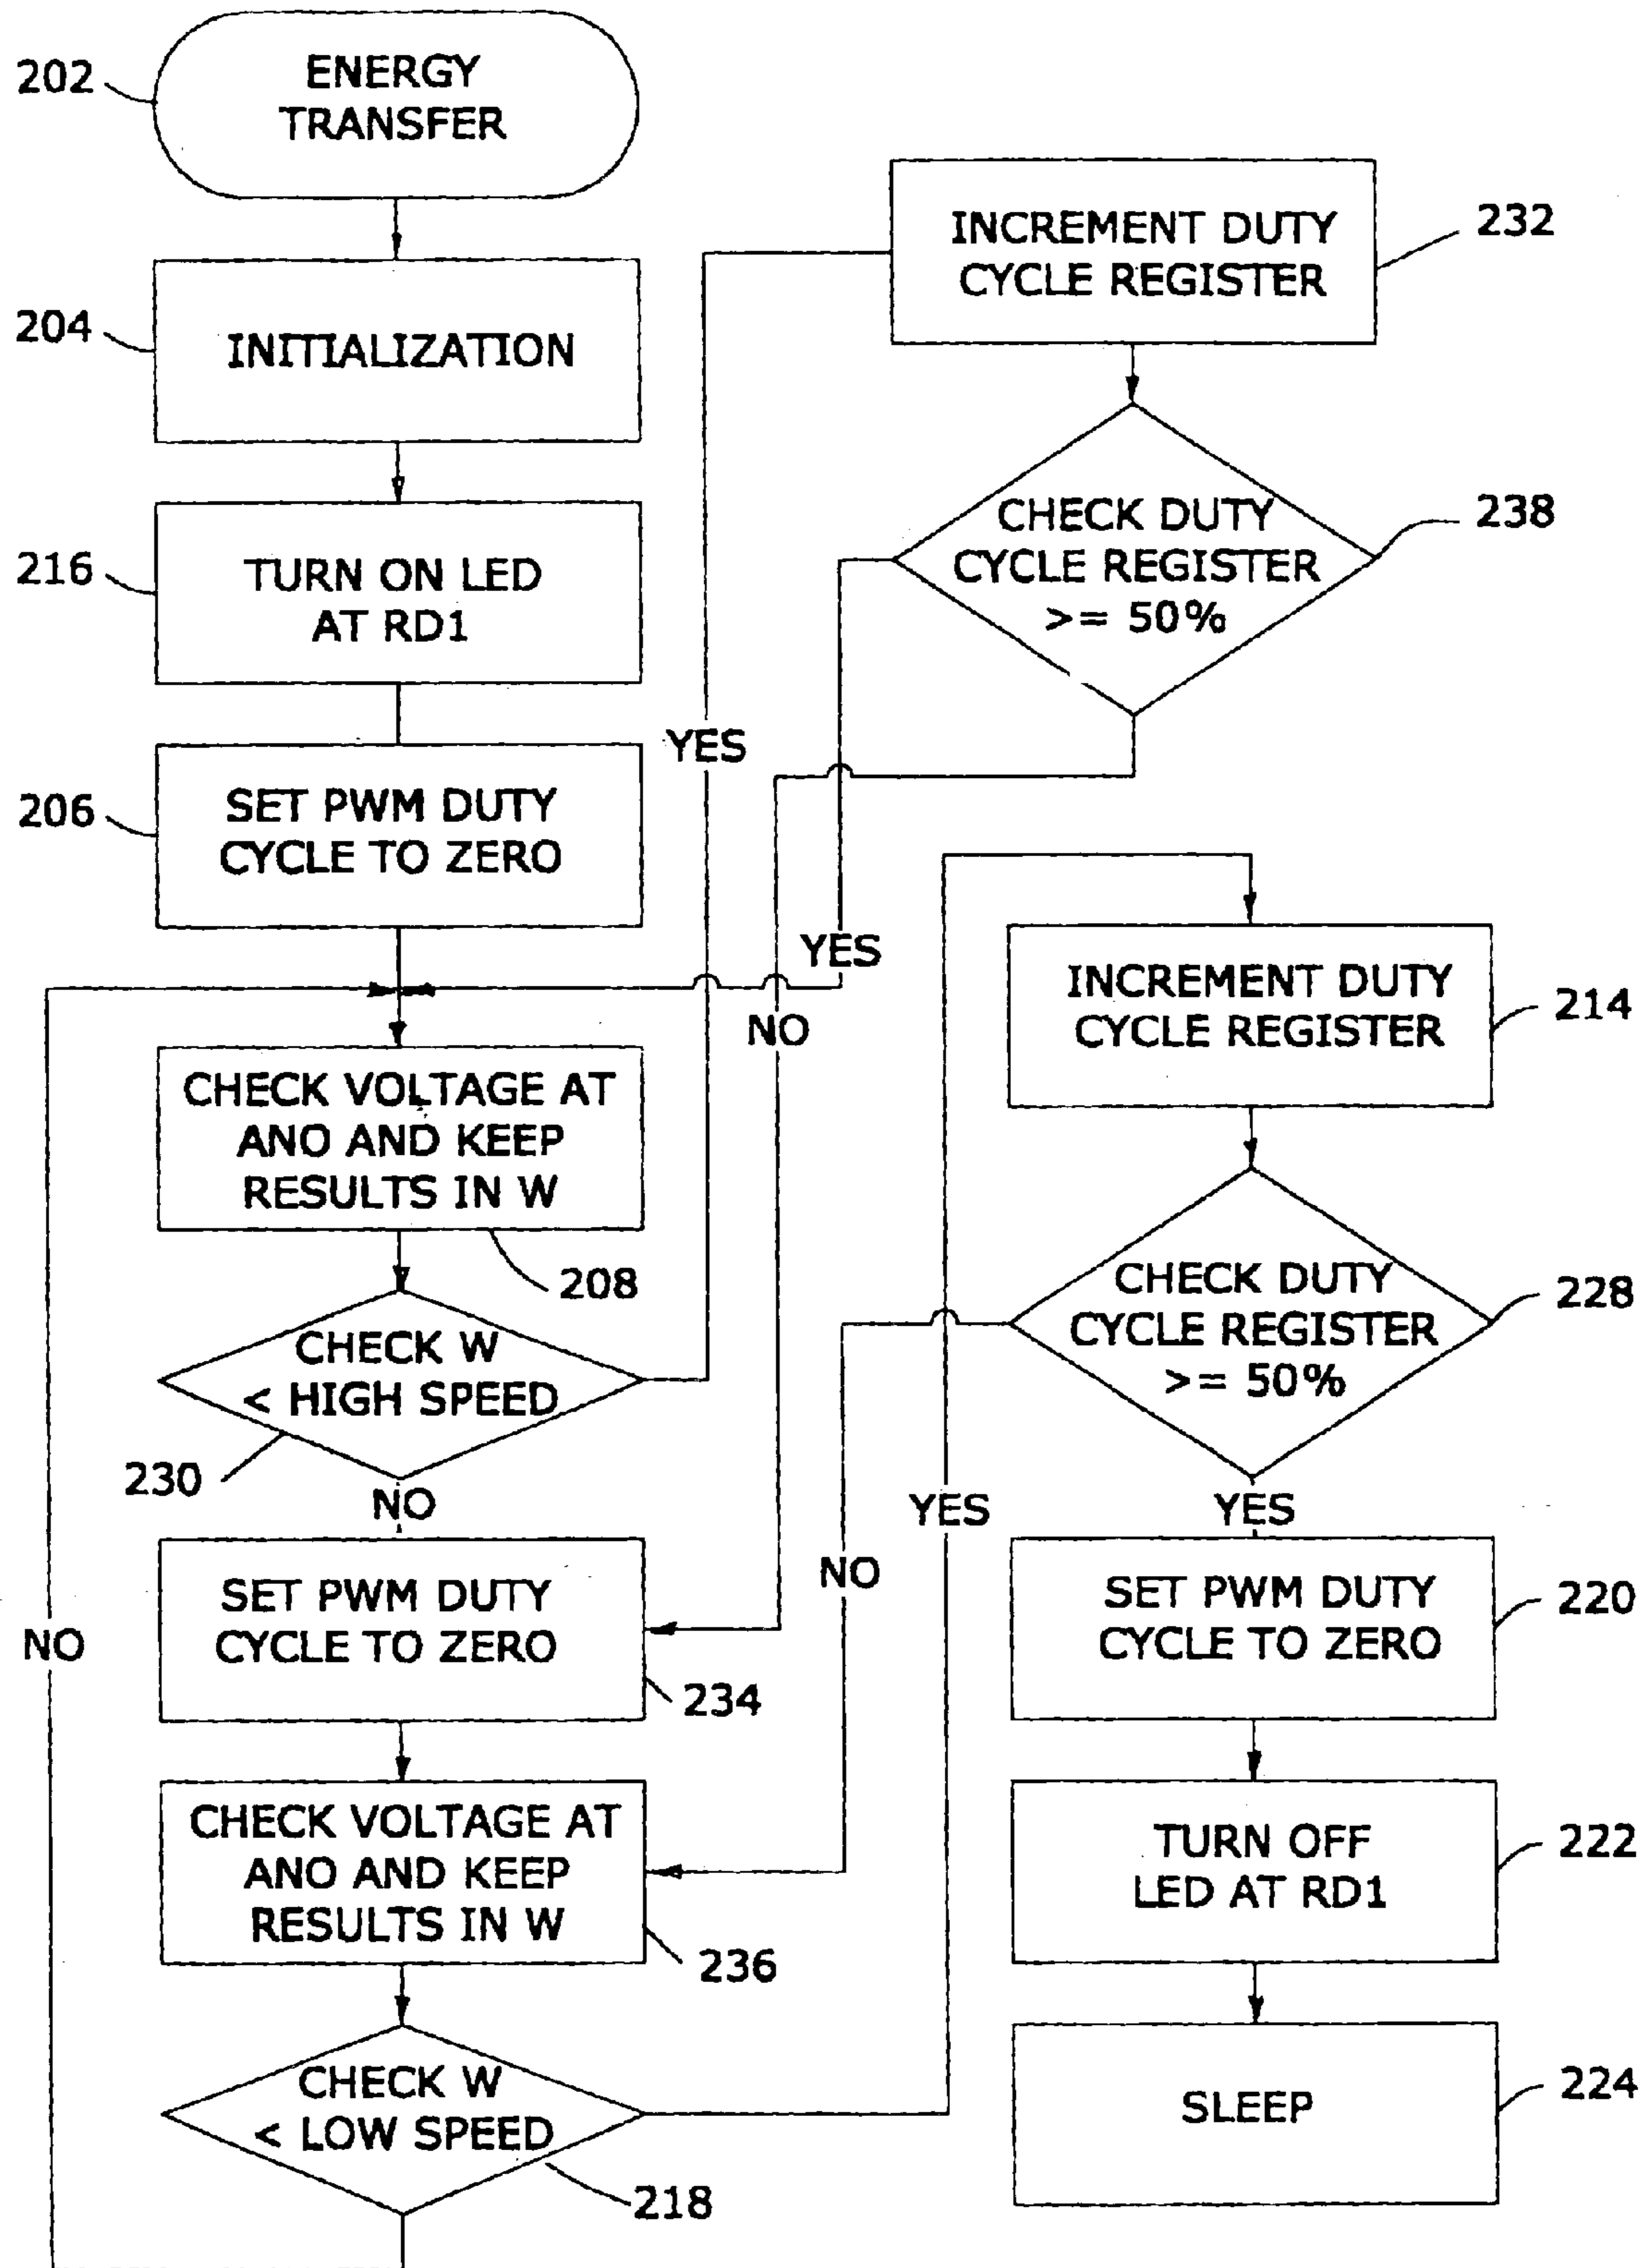 202
ENERGY
TRANSFER
204
INITIALIZATION
216
TURN ON LED
AT RD1
206
SET PWM DUTY
CYCLE TO ZERO
CHECK VOLTAGE AT
ANO AND KEEP
RESULTS IN W
208
CHECK W
< HIGH SPEED
230
NO
SET PWM DUTY
CYCLE TO ZERO
234
CHECK VOLTAGE AT
ANO AND KEEP
RESULTS IN W
236
CHECK W
< LOW SPEED
218
NO
YES
INCREMENT DUTY
CYCLE REGISTER
232
CHECK DUTY
CYCLE REGISTER
>= 50%
238
YES
NO
YES
INCREMENT DUTY
CYCLE REGISTER
214
CHECK DUTY
CYCLE REGISTER
>= 50%
228
NO
YES
SET PWM DUTY
CYCLE TO ZERO
220
TURN OFF
LED AT RD1
222
SLEEP
224